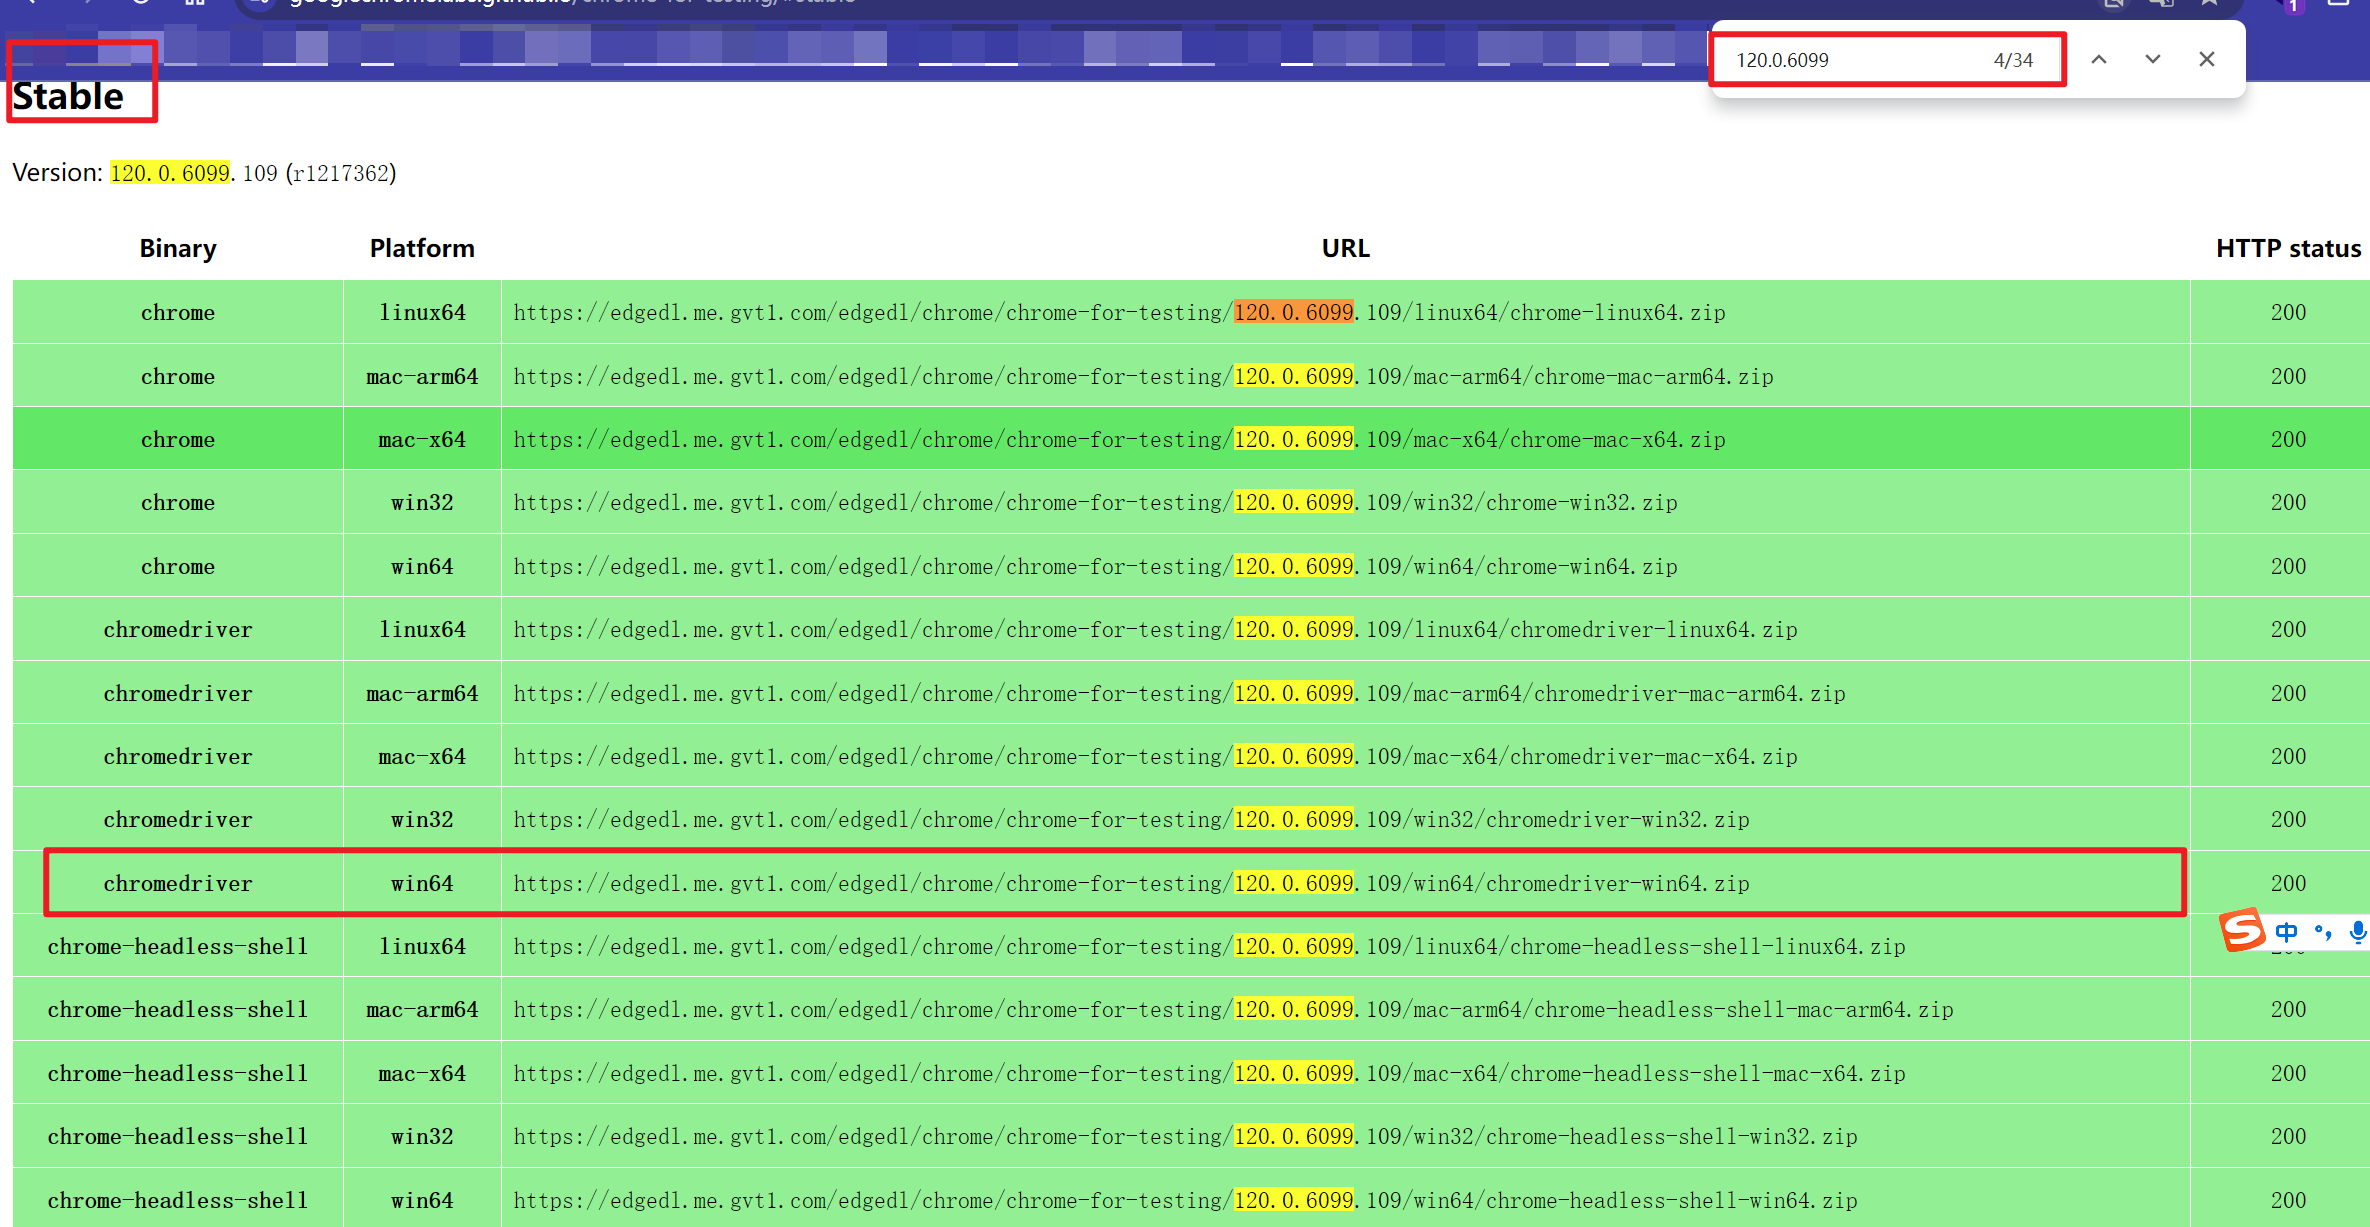 120.0.6099 4/34
1
Stable
Version: 120.0.6099.109 (r1217362)
Binary Platform URL HTTP status
chrome linux64 https://edgedl.me.gvt1.com/edgedl/chrome/chrome-for-testing/120.0.6099.109/linux64/chrome-linux64.zip 200
chrome mac-arm64 https://edgedl.me.gvt1.com/edgedl/chrome/chrome-for-testing/120.0.6099.109/mac-arm64/chrome-mac-arm64.zip 200
chrome mac-x64 https://edgedl.me.gvt1.com/edgedl/chrome/chrome-for-testing/120.0.6099.109/mac-x64/chrome-mac-x64.zip 200
chrome win32 https://edgedl.me.gvt1.com/edgedl/chrome/chrome-for-testing/120.0.6099.109/win32/chrome-win32.zip 200
chrome win64 https://edgedl.me.gvt1.com/edgedl/chrome/chrome-for-testing/120.0.6099.109/win64/chrome-win64.zip 200
chromedriver linux64 https://edgedl.me.gvt1.com/edgedl/chrome/chrome-for-testing/120.0.6099.109/linux64/chromedriver-linux64.zip 200
chromedriver mac-arm64 https://edgedl.me.gvt1.com/edgedl/chrome/chrome-for-testing/120.0.6099.109/mac-arm64/chromedriver-mac-arm64.zip 200
chromedriver mac-x64 https://edgedl.me.gvt1.com/edgedl/chrome/chrome-for-testing/120.0.6099.109/mac-x64/chromedriver-mac-x64.zip 200
chromedriver win32 https://edgedl.me.gvt1.com/edgedl/chrome/chrome-for-testing/120.0.6099.109/win32/chromedriver-win32.zip 200
chromedriver win64 https://edgedl.me.gvt1.com/edgedl/chrome/chrome-for-testing/120.0.6099.109/win64/chromedriver-win64.zip 200
S 中 °,
chrome-headless-shell linux64 https://edgedl.me.gvt1.com/edgedl/chrome/chrome-for-testing/120.0.6099.109/linux64/chrome-headless-shell-linux64.zip
chrome-headless-shell mac-arm64 https://edgedl.me.gvt1.com/edgedl/chrome/chrome-for-testing/120.0.6099.109/mac-arm64/chrome-headless-shell-mac-arm64.zip 200
chrome-headless-shell mac-x64 https://edgedl.me.gvt1.com/edgedl/chrome/chrome-for-testing/120.0.6099.109/mac-x64/chrome-headless-shell-mac-x64.zip 200
chrome-headless-shell win32 https://edgedl.me.gvt1.com/edgedl/chrome/chrome-for-testing/120.0.6099.109/win32/chrome-headless-shell-win32.zip 200
chrome-headless-shell win64 https://edgedl.me.gvt1.com/edgedl/chrome/chrome-for-testing/120.0.6099.109/win64/chrome-headless-shell-win64.zip 200